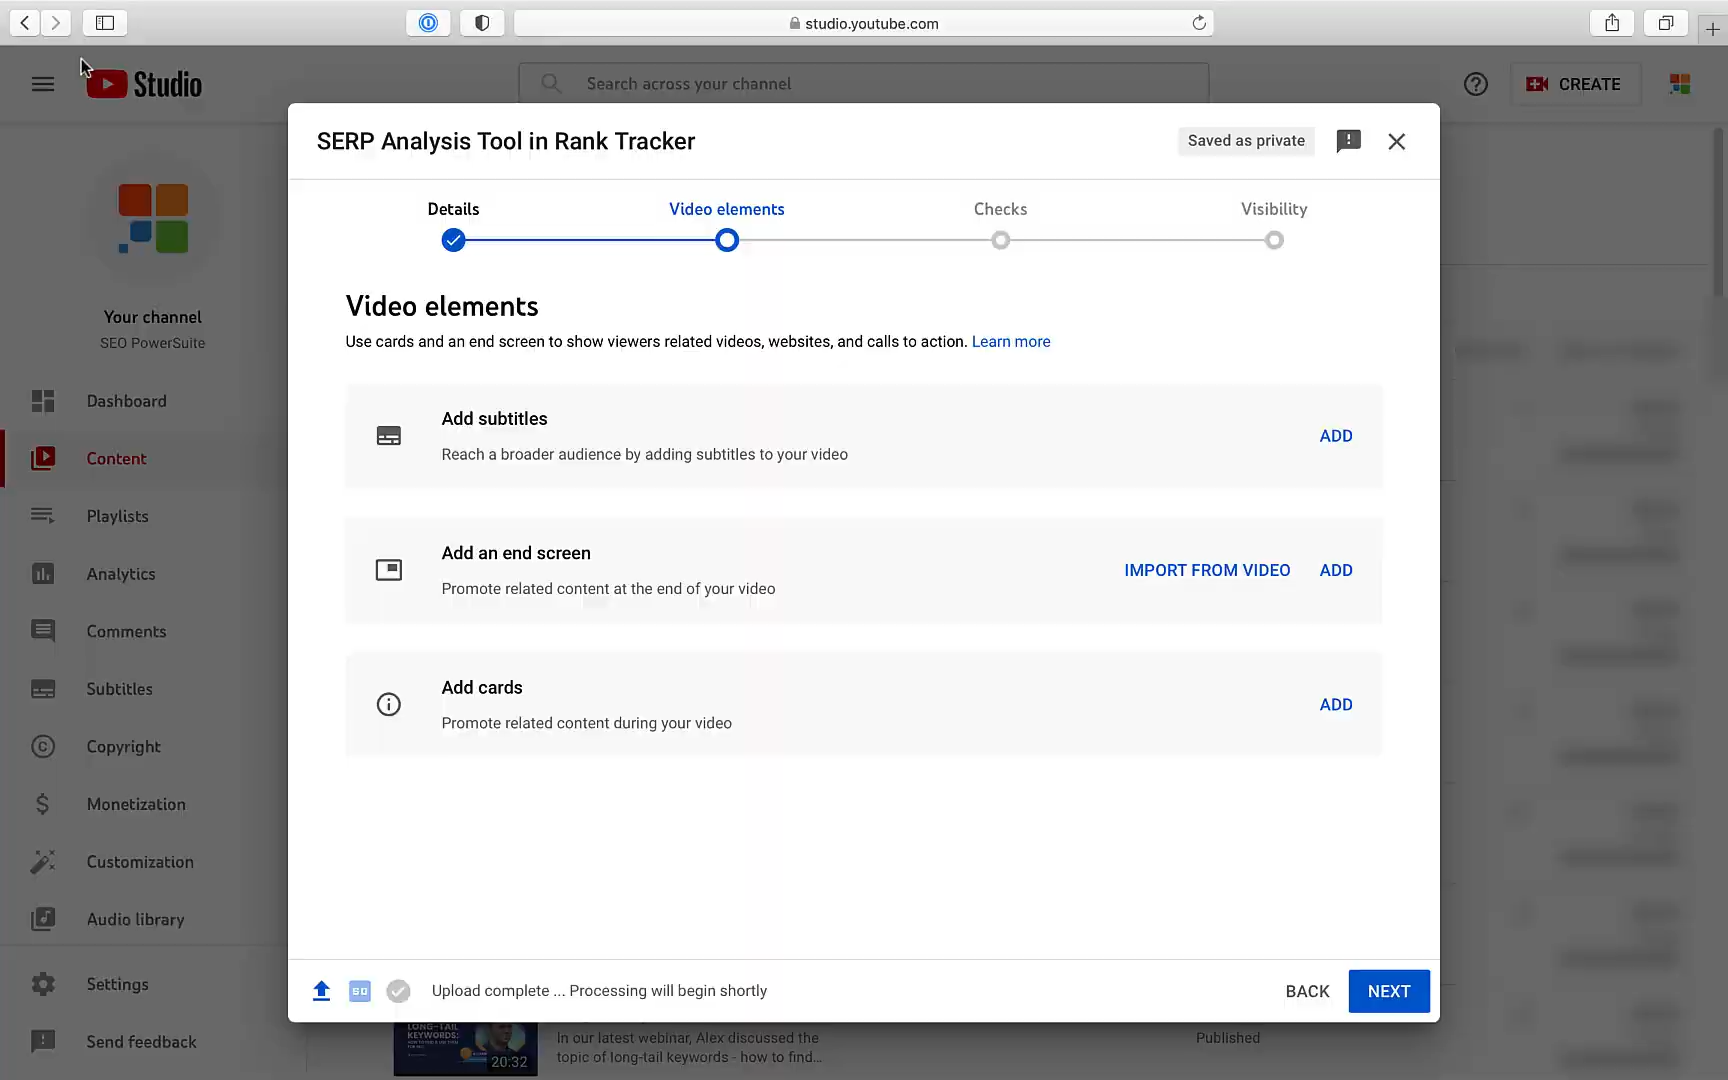 studio.youtube.com
Studio
Search across your channel
CREATE
SERP Analysis Tool in Rank Tracker
Saved as private
Details
Video elements
Checks
Visibility
Your channel
SEO PowerSuite
Video elements
Use cards and an end screen to show viewers related videos, websites, and calls to action. Learn more
Dashboard
Content
Playlists
Analytics
Comments
Subtitles
Copyright
Monetization
Customization
Audio library
Settings
Send feedback
Add subtitles
Reach a broader audience by adding subtitles to your video
ADD
Add an end screen
Promote related content at the end of your video
IMPORT FROM VIDEO
ADD
Add cards
Promote related content during your video
ADD
SD
Upload complete ... Processing will begin shortly
BACK
NEXT
LONG-TAIL
KEYWORDS:
20:32
In our latest webinar, Alex discussed the
topic of long-tail keywords - how to find...
Published